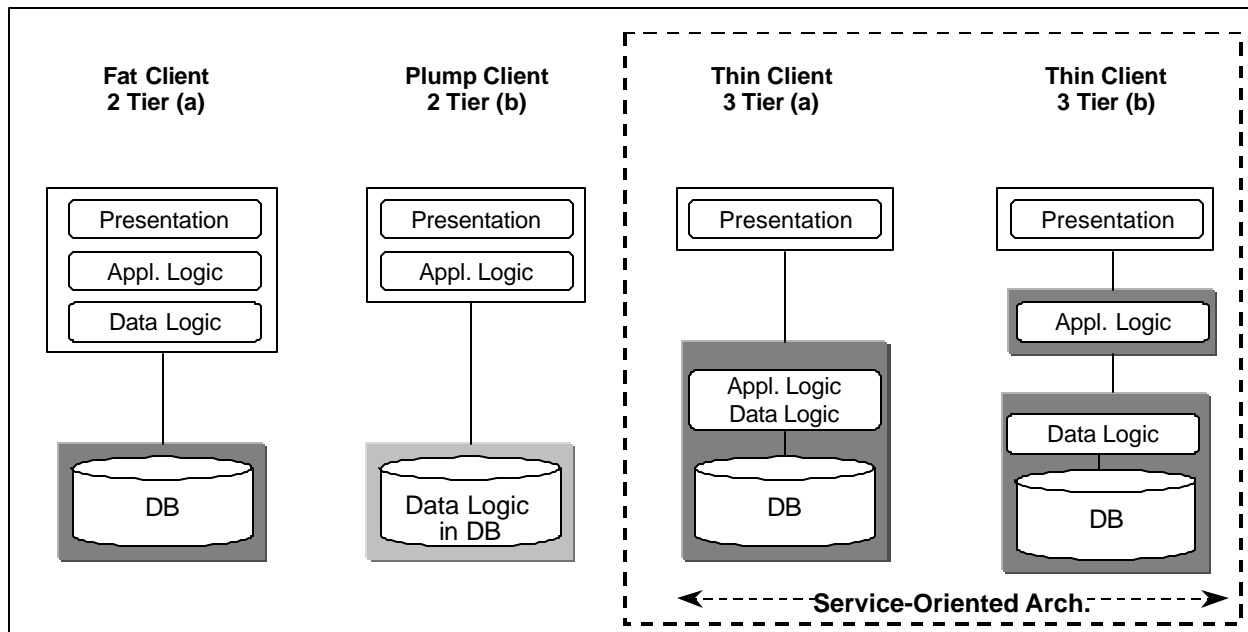 Fat Client
2 Tier (a)
Plump Client
2 Tier (b)
Thin Client
3 Tier (a)
Thin Client
3 Tier (b)
Presentation
Appl. Logic
Data Logic
DB
Presentation
Appl. Logic
Data Logic
in DB
Presentation
Appl. Logic
Data Logic
DB
Presentation
Appl. Logic
Data Logic
DB
Service-Oriented Arch.